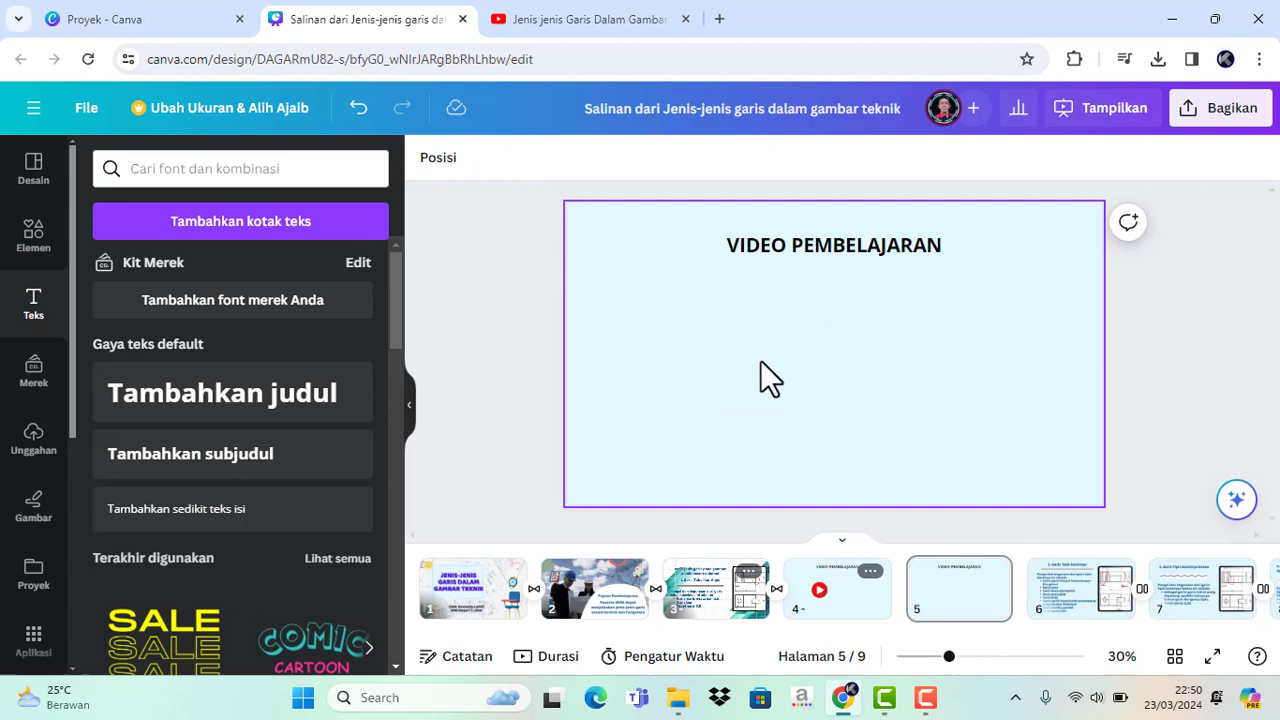 Proyek - Canva
Salinan dari Jenis-jenis garis dal
Jenis jenis Garis Dalam Gambar
canva.com/design/DAGARmU82-s/bfyG0_wNIrJARgBbRhLhbw/edit
File
Ubah Ukuran & Alih Ajaib
Salinan dari Jenis-jenis garis dalam gambar teknik
Tampilkan
Bagikan
Desain
Elemen
Teks
Merek
Unggahan
Gambar
Proyek
Aplikasi
Cari font dan kombinasi
Tambahkan kotak teks
Kit Merek
Edit
Tambahkan font merek Anda
Gaya teks default
Tambahkan judul
Tambahkan subjudul
Tambahkan sedikit teks isi
Terakhir digunakan
Lihat semua
SALE
SALE
SALE
COMIC
CARTOON
Posisi
VIDEO PEMBELAJARAN
JENIS-JENIS
GARIS DALAM
GAMBAR TEKNIK
1
2
3
4
5
6
7
Catatan
Durasi
Pengatur Waktu
Halaman 5 / 9
30%
25°C
Berawan
Search
22:50
23/03/2024